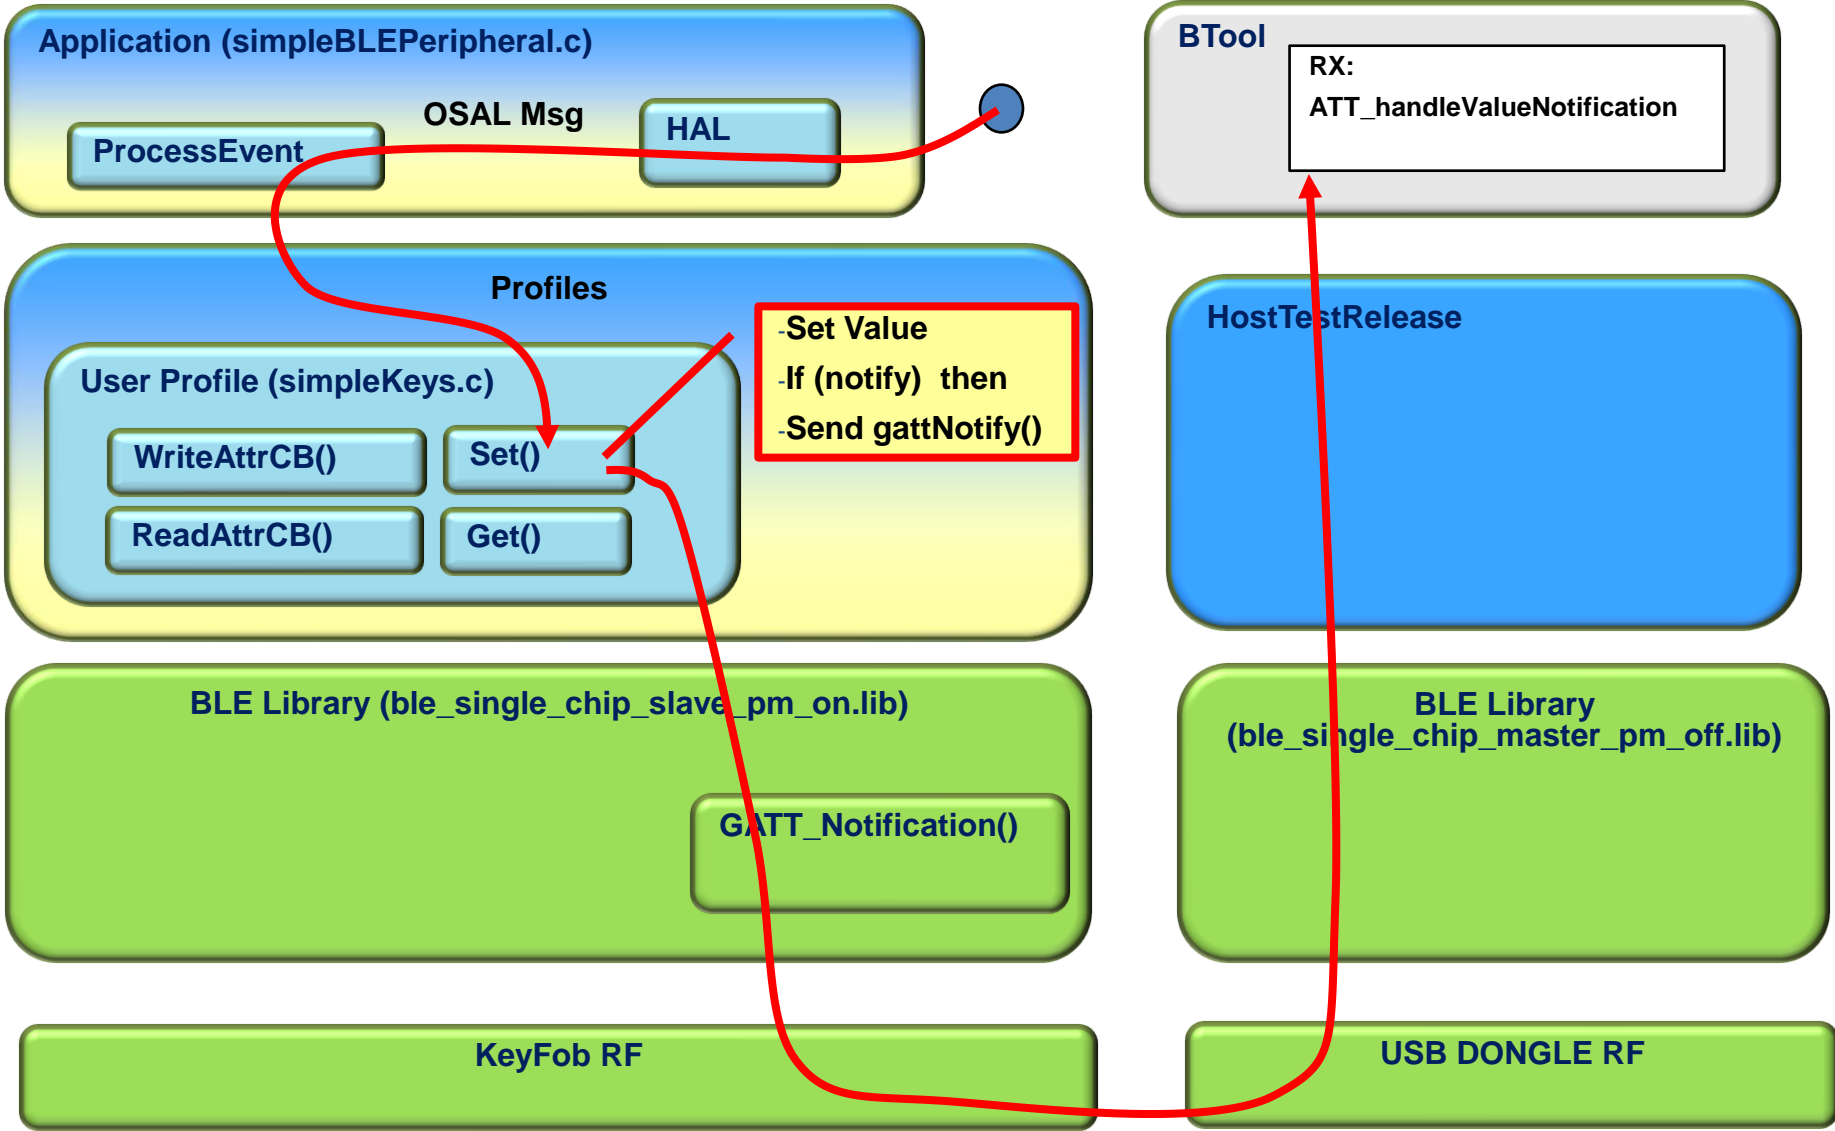 Application (simpleBLEPeripheral.c)
OSAL Msg
HAL
ProcessEvent
BTool
RX:
ATT_handleValueNotification
Profiles
-Set Value
-If (notify) then
-Send gattNotify()
User Profile (simpleKeys.c)
WriteAttrCB()
Set()
ReadAttrCB()
Get()
HostTestRelease
BLE Library (ble_single_chip_slave_pm_on.lib)
GATT_Notification()
BLE Library
(ble_single_chip_master_pm_off.lib)
KeyFob RF
USB DONGLE RF